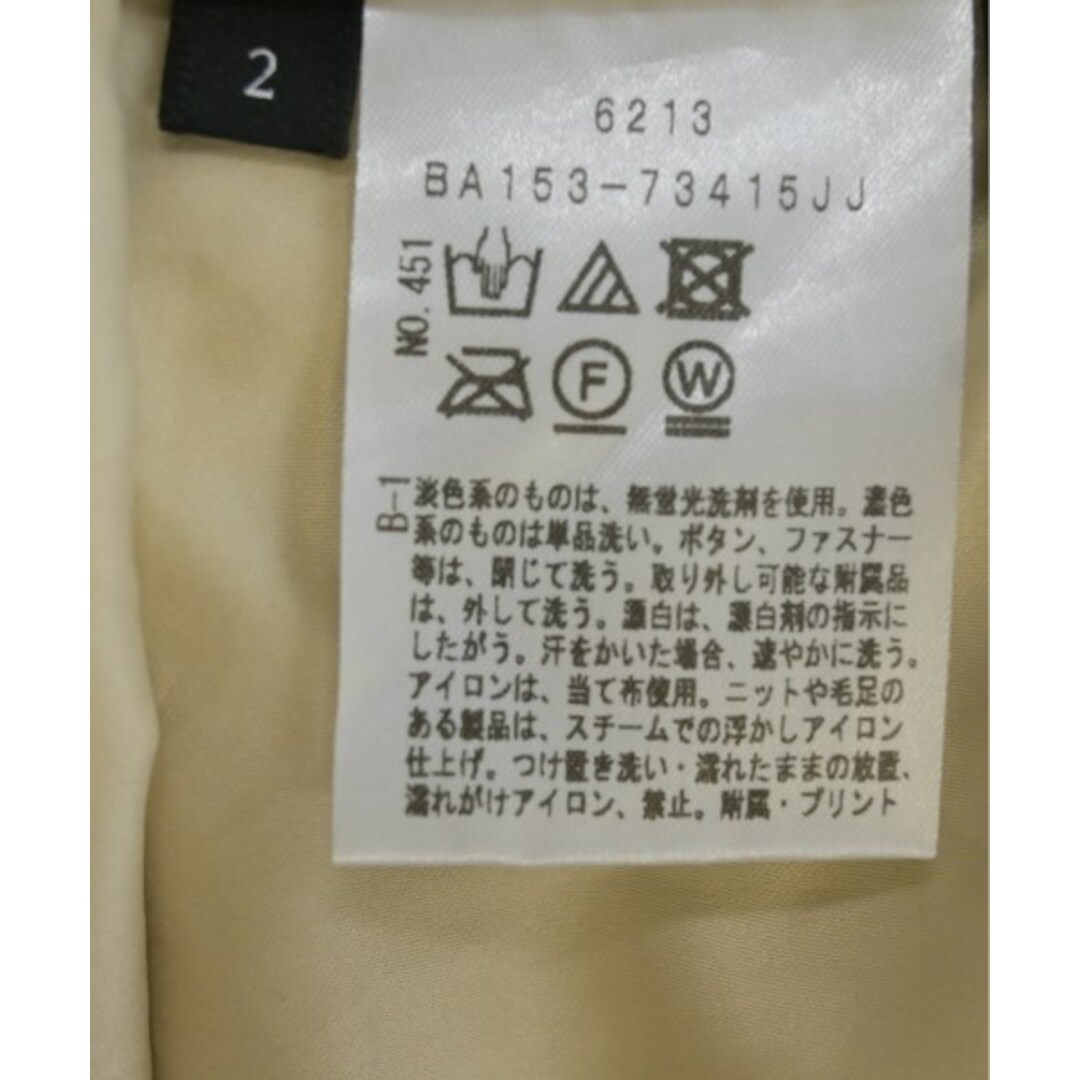 2
6213
BA153-73415JJ
NO. 451
F
W
B-1
淡色系のものは、無蛍光洗剤を使用。濃色
系のものは単品洗い。ボタン、ファスナー
等は、閉じて洗う。取り外し可能な附属品
は、外して洗う。漂白は、漂白剤の指示に
したがう。汗をかいた場合、速やかに洗う。
アイロンは、当て布使用。ニットや毛足の
ある製品は、スチームでの浮かしアイロン
仕上げ。つけ置き洗い・濡れたままの放置、
濡れがけアイロン、禁止。附属・プリント